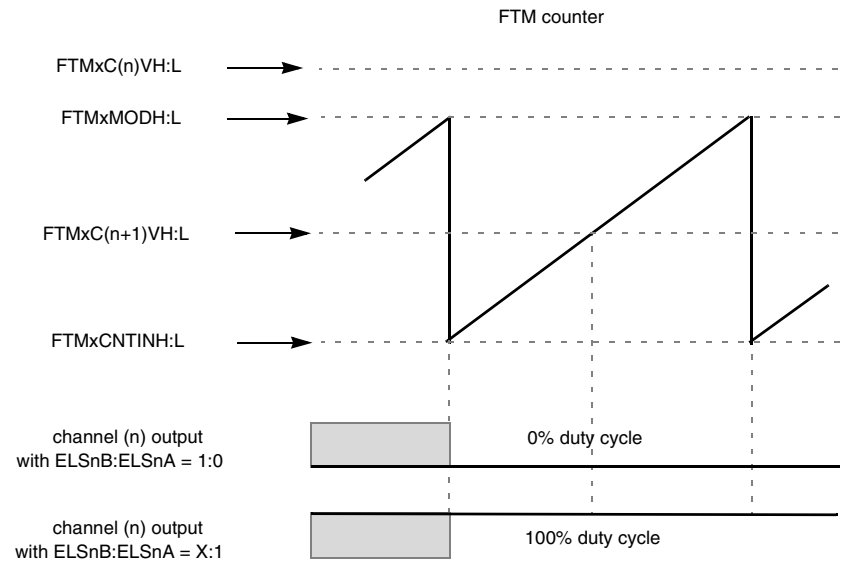 FTM counter
FTMxC(n)VH:L
FTMxMODH:L
FTMxC(n+1)VH:L
FTMxCNTINH:L
channel (n) output
with ELSnB:ELSnA = 1:0
0% duty cycle
channel (n) output
with ELSnB:ELSnA = X:1
100% duty cycle